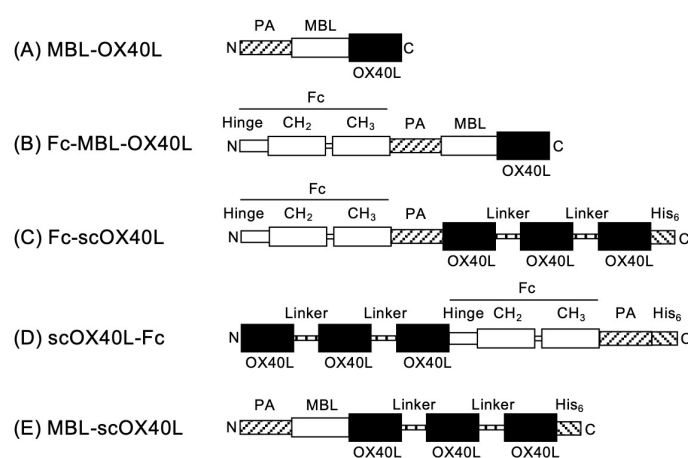 PA MBL
(A) MBL-OX40L N C
OX40L
Fc
Hinge CH₂ CH₃ PA MBL
(B) Fc-MBL-OX40L N C
OX40L
Fc
Hinge CH₂ CH₃ PA Linker Linker His₆
(C) Fc-scOX40L N C
OX40L OX40L OX40L
Fc
Linker Linker Hinge CH₂ CH₃ PA His₆
(D) scOX40L-Fc N C
OX40L OX40L OX40L
PA MBL Linker Linker His₆
(E) MBL-scOX40L N C
OX40L OX40L OX40L